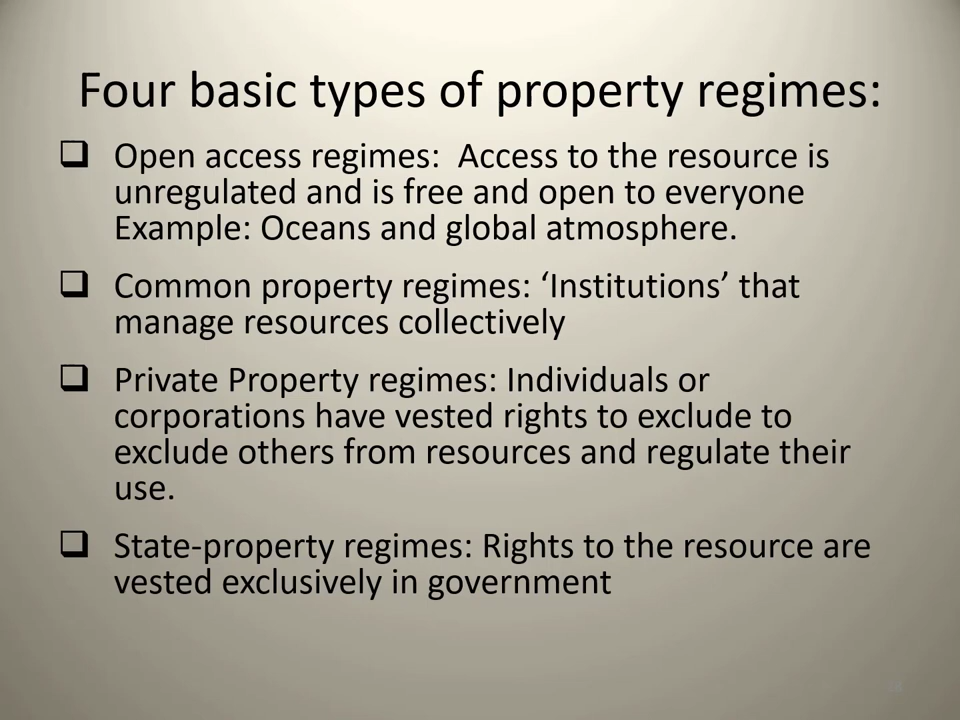 Four basic types of property regimes:
❑ Open access regimes:  Access to the resource is
unregulated and is free and open to everyone
Example: Oceans and global atmosphere.
❑ Common property regimes: ‘Institutions’ that
manage resources collectively
❑ Private Property regimes: Individuals or
corporations have vested rights to exclude to
exclude others from resources and regulate their
use.
❑ State-property regimes: Rights to the resource are
vested exclusively in government